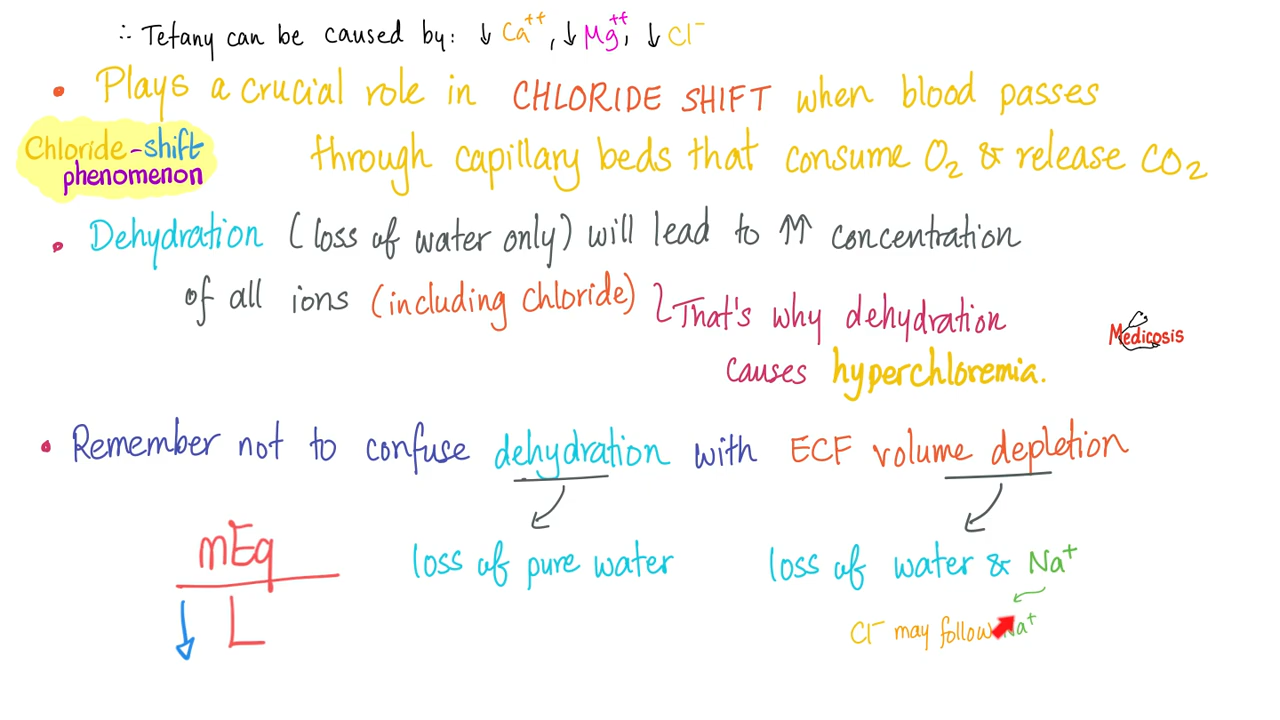 ∴ Tetany can be caused by: ↓ Ca++, ↓ Mg++, ↓ Cl-
• Plays a crucial role in CHLORIDE SHIFT when blood passes
through capillary beds that consume O2 & release CO2
Chloride-shift
phenomenon
• Dehydration (loss of water only) will lead to ↑↑ concentration
of all ions (including chloride)
That's why dehydration
causes hyperchloremia.
Medicosis
• Remember not to confuse dehydration with ECF volume depletion
mEq
↓ L
loss of pure water
loss of water & Na+
Cl- may follow Na+